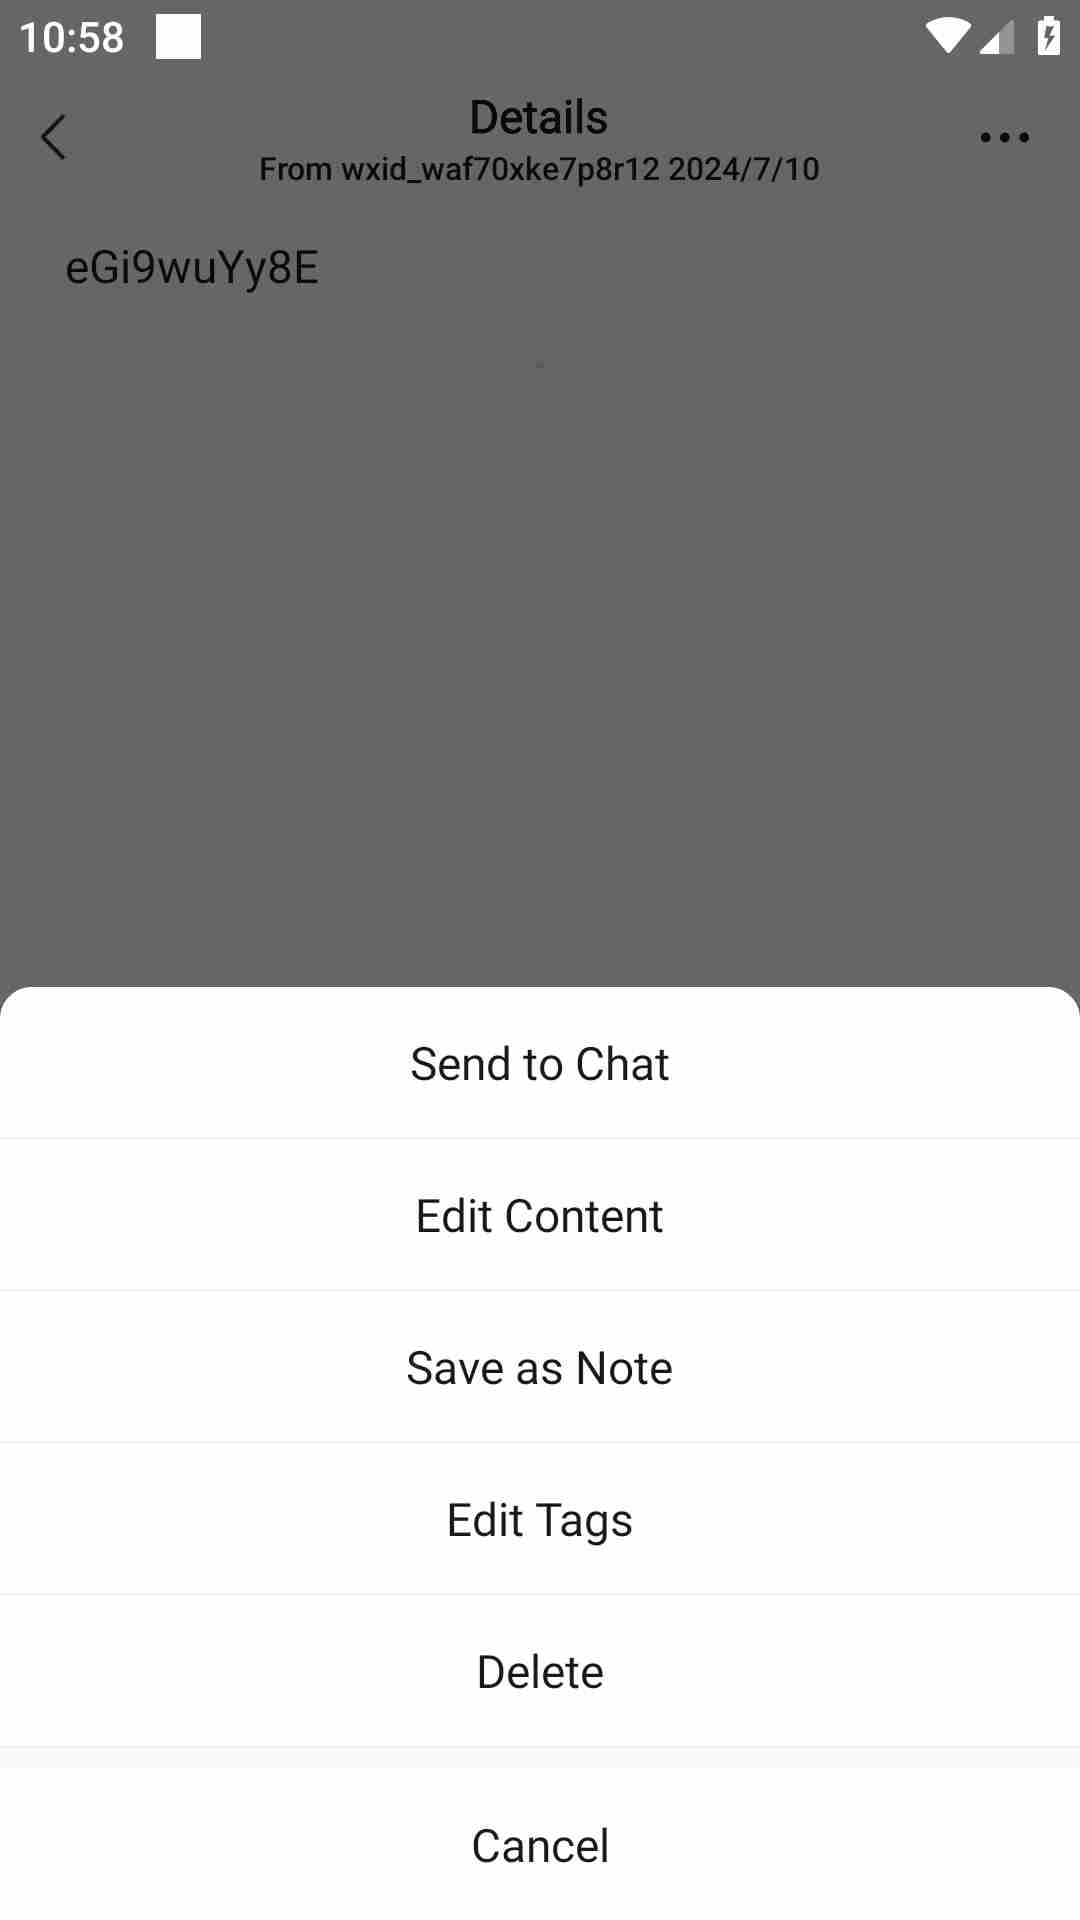 10:58
Details
From wxid_waf70xke7p8r12 2024/7/10
eGi9wuYy8E
Send to Chat
Edit Content
Save as Note
Edit Tags
Delete
Cancel